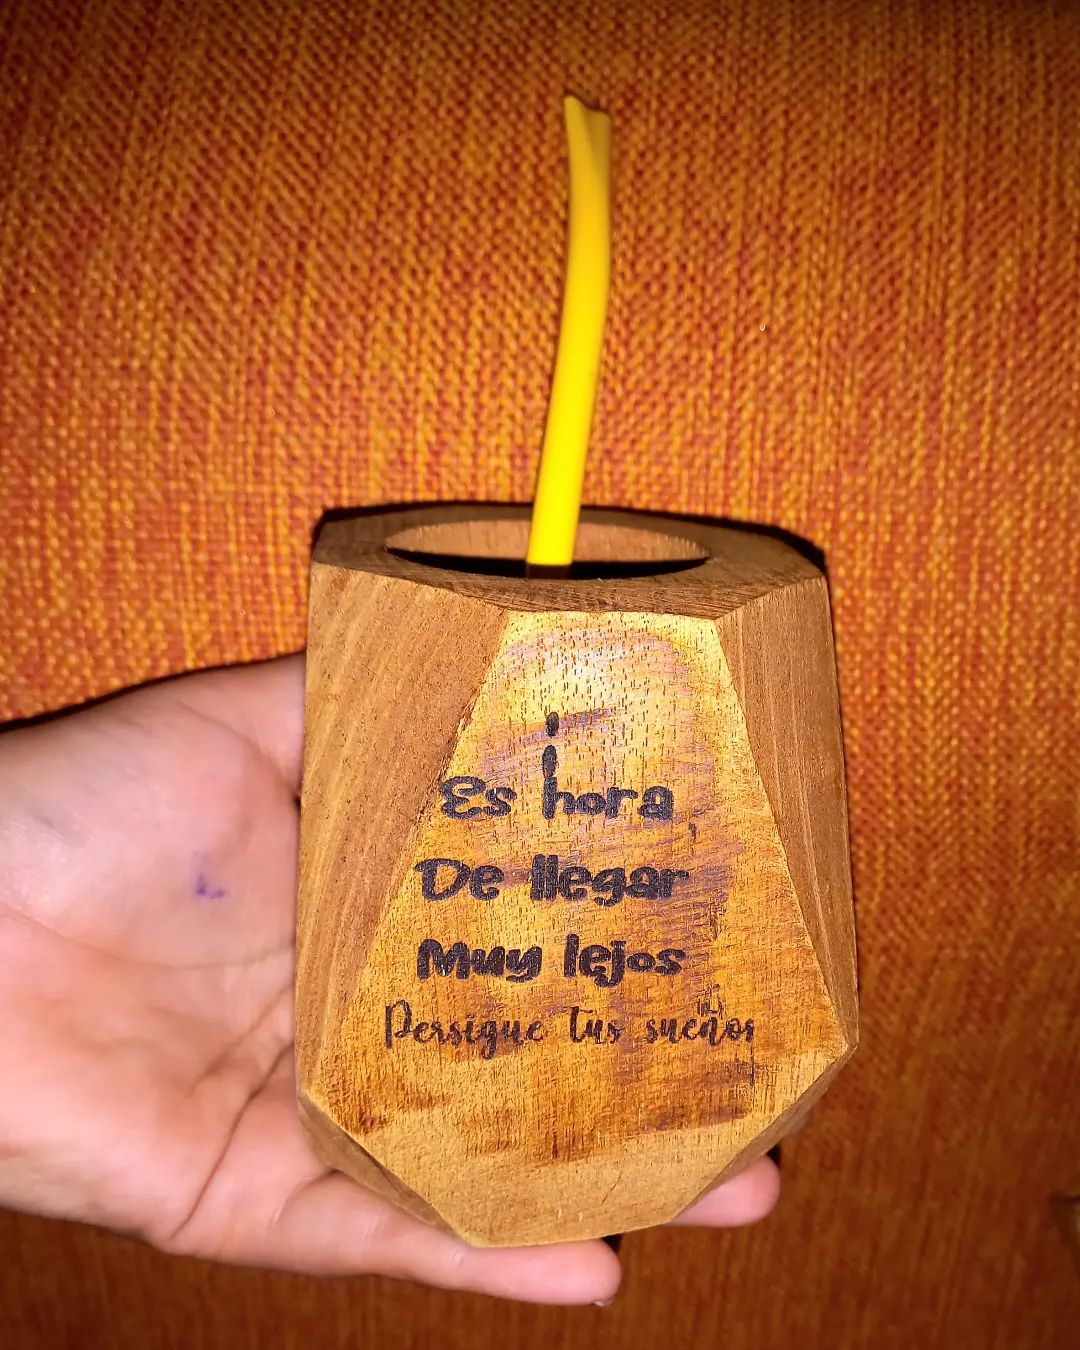 Es hora,
De llegar
Muy lejos
Persigue tus sueños